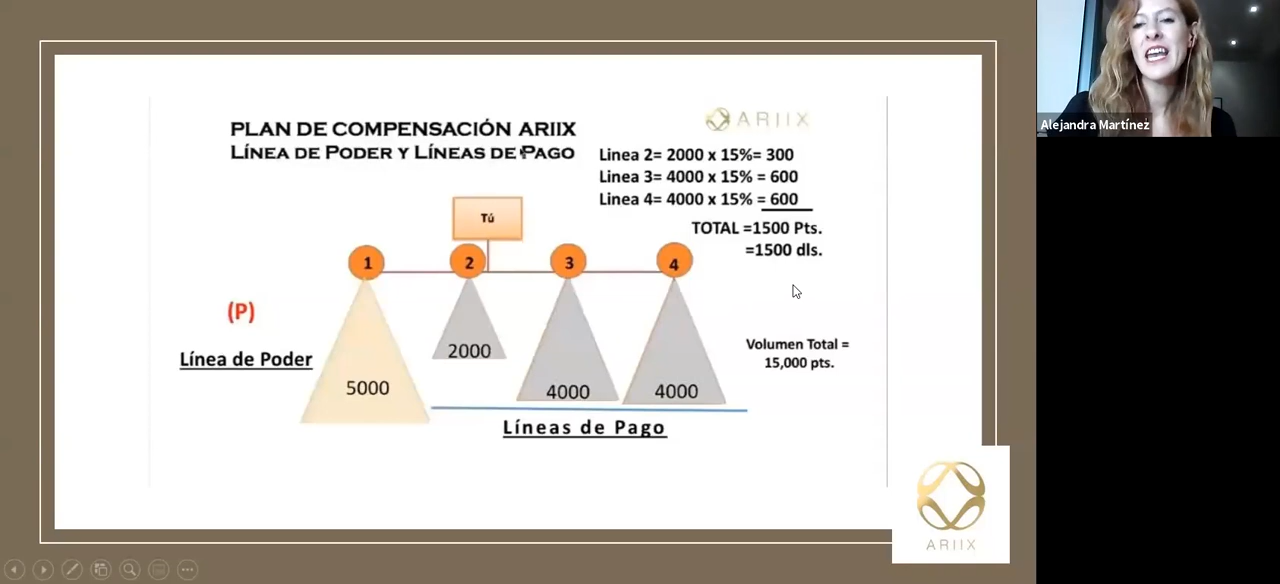 PLAN DE COMPENSACIÓN ARIIX
LÍNEA DE PODER Y LÍNEAS DE PAGO
ARIIX
Linea 2= 2000 x 15%= 300
Linea 3= 4000 x 15% = 600
Linea 4= 4000 x 15% = 600
TOTAL =1500 Pts.
=1500 dls.
Tú
1
2
3
4
(P)
Línea de Poder
5000
2000
4000
4000
Líneas de Pago
Volumen Total =
15,000 pts.
ARIIX
Alejandra Martínez